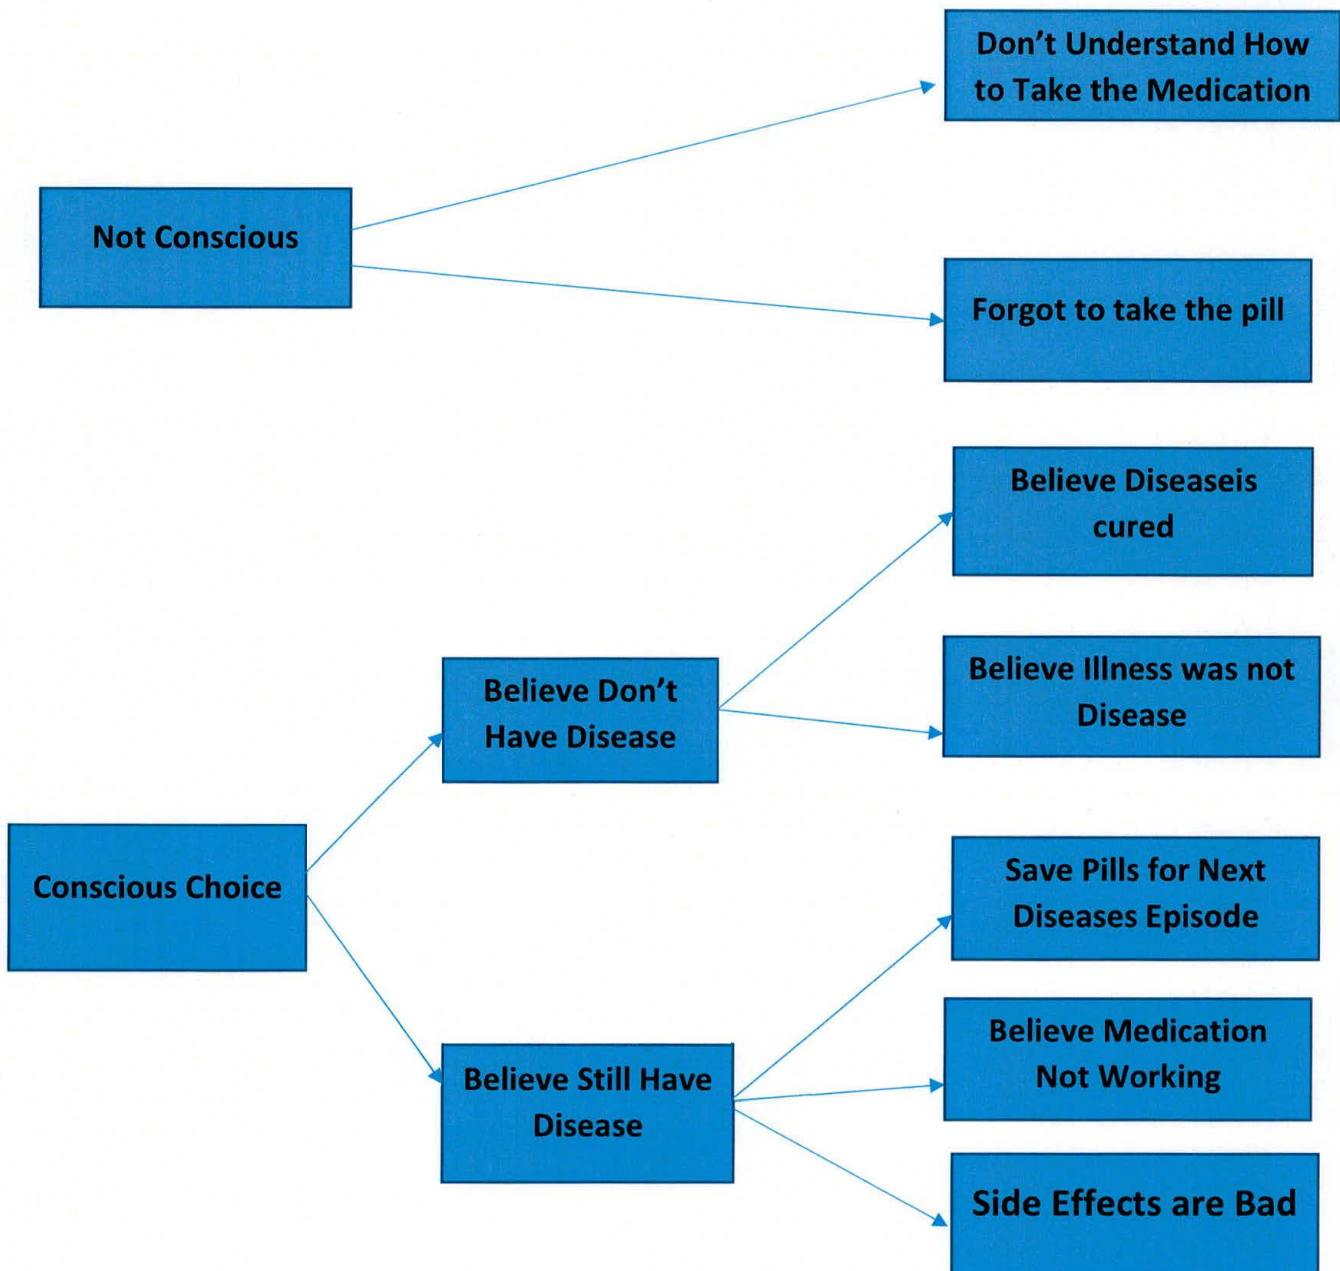 Don't Understand How
to Take the Medication
Not Conscious
Forgot to take the pill
Believe Diseaseis
cured
Believe Don't
Have Disease
Believe Illness was not
Disease
Conscious Choice
Save Pills for Next
Diseases Episode
Believe Still Have
Disease
Believe Medication
Not Working
Side Effects are Bad